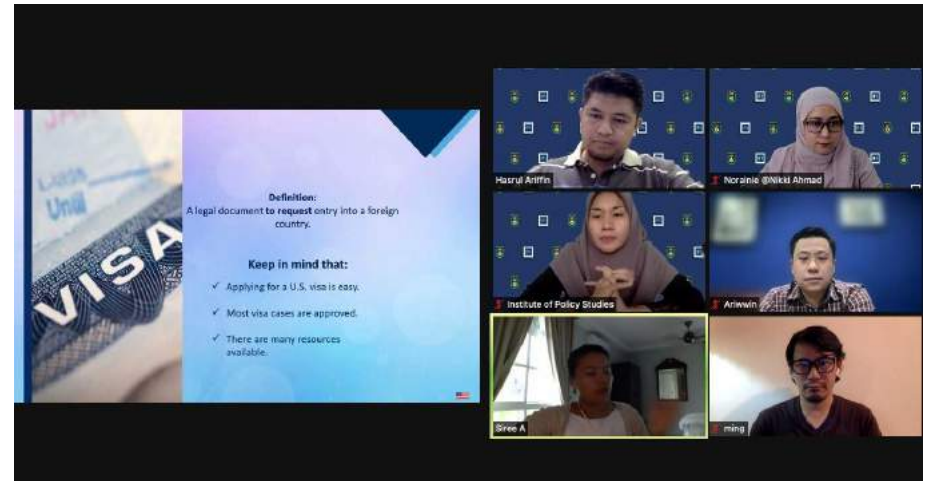 VISA
Definition:
A legal document to request entry into a foreign
country.
Keep in mind that:
✓ Applying for a U.S. visa is easy.
✓ Most visa cases are approved.
✓ There are many resources
available.
Hasrul Ariffin
Norainie @Nikki Ahmad
Institute of Policy Studies
Ariwwin
Siree A
ming